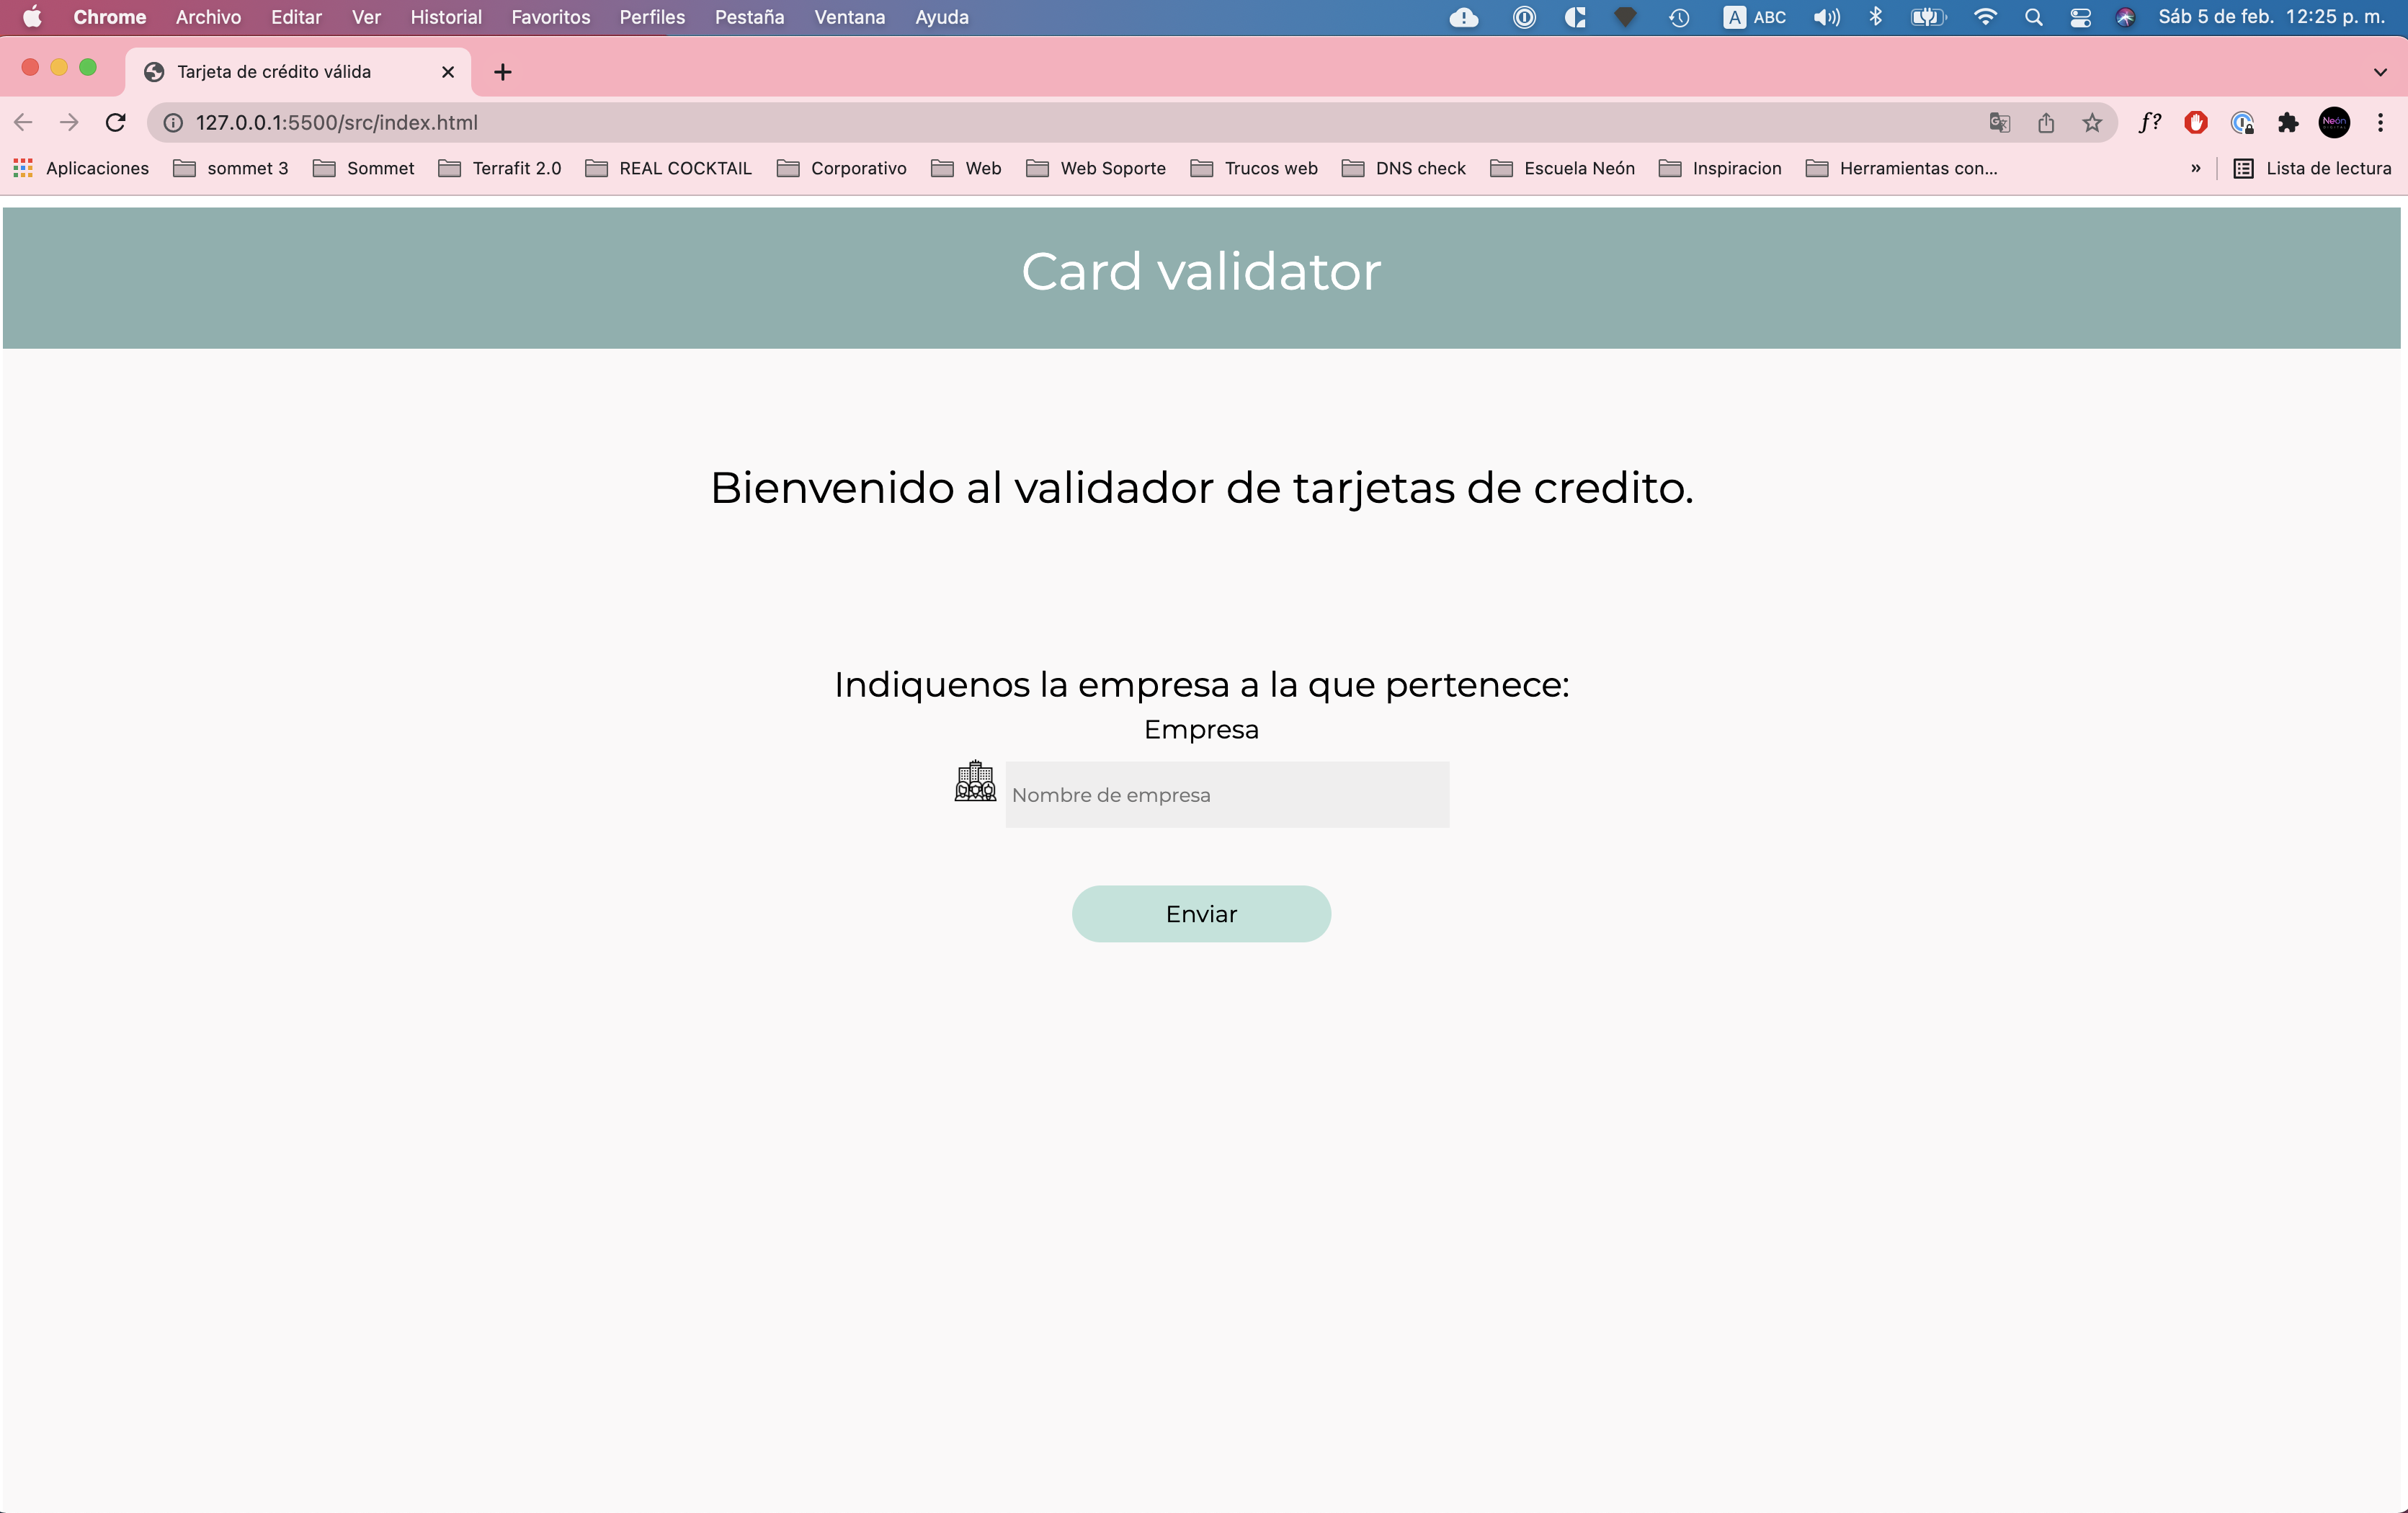 Chrome Archivo Editar Ver Historial Favoritos Perfiles Pestaña Ventana Ayuda A ABC Sáb 5 de feb. 12:25 p. m.
Tarjeta de crédito válida
127.0.0.1:5500/src/index.html f? Neón
Aplicaciones sommet 3 Sommet Terrafit 2.0 REAL COCKTAIL Corporativo Web Web Soporte Trucos web DNS check Escuela Neón Inspiracion Herramientas con... » Lista de lectura
Card validator
Bienvenido al validador de tarjetas de credito.
Indiquenos la empresa a la que pertenece:
Empresa
Nombre de empresa
Enviar